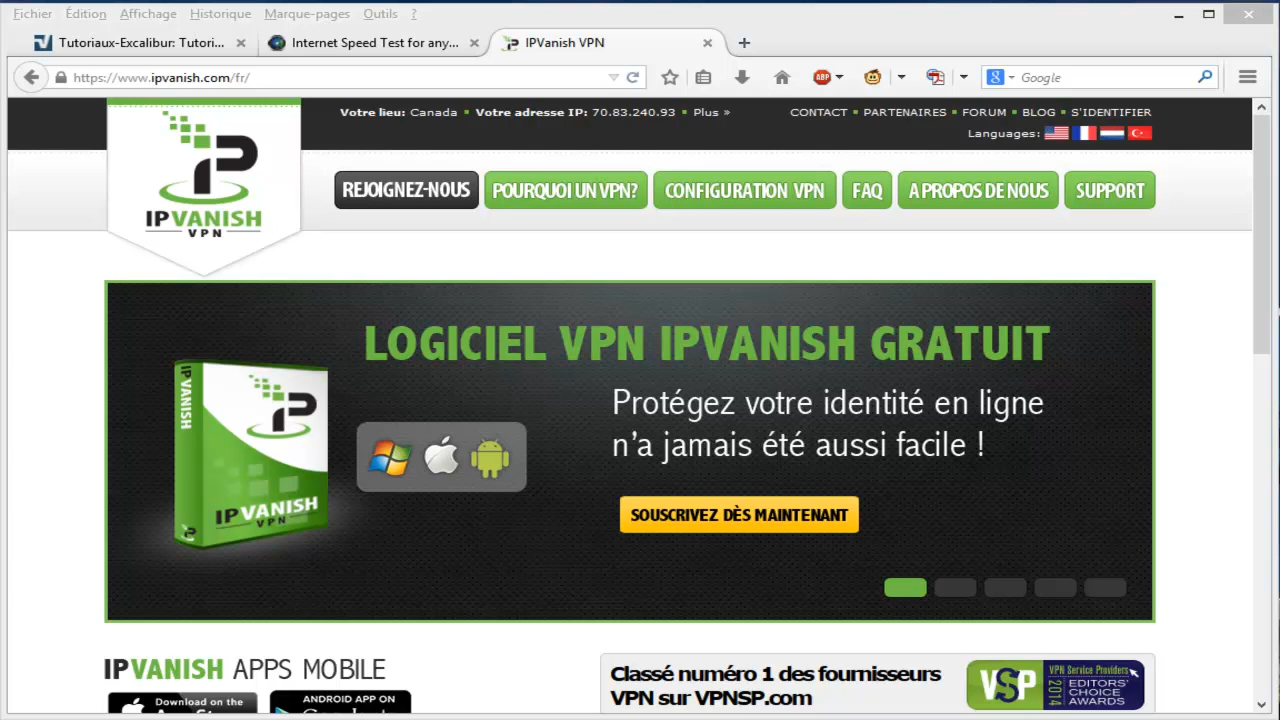 Fichier Édition Affichage Historique Marque-pages Outils ?
Tutoriaux-Excalibur: Tutori... Internet Speed Test for any... IPVanish VPN
https://www.ipvanish.com/fr/ Google
Votre lieu: Canada Votre adresse IP: 70.83.240.93 Plus » CONTACT PARTENAIRES FORUM BLOG S'IDENTIFIER
Languages:
REJOIGNEZ-NOUS POURQUOI UN VPN? CONFIGURATION VPN FAQ A PROPOS DE NOUS SUPPORT
IPVANISH
VPN
LOGICIEL VPN IPVANISH GRATUIT
Protégez votre identité en ligne
n'a jamais été aussi facile !
SOUSCRIVEZ DÈS MAINTENANT
IPVANISH
IPVANISH
VPN
IPVANISH APPS MOBILE
Download on the
ANDROID APP ON
Classé numéro 1 des fournisseurs
VPN sur VPNSP.com
VSP VPN Service Providers
2014 EDITORS'
CHOICE
AWARDS